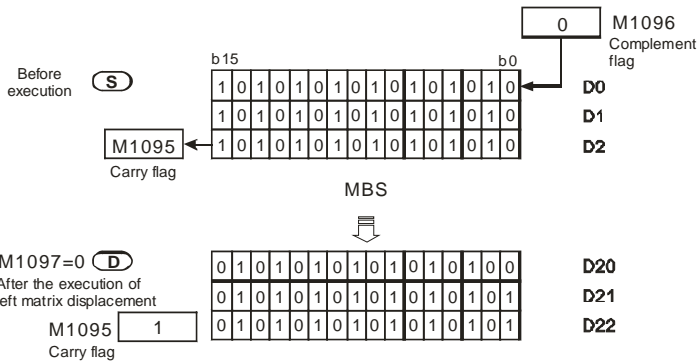 0 M1096
Complement
flag
b15 b0
Before
execution
S
1 0 1 0 1 0 1 0 1 0 1 0 1 0 1 0 D0
1 0 1 0 1 0 1 0 1 0 1 0 1 0 1 0 D1
M1095 1 0 1 0 1 0 1 0 1 0 1 0 1 0 1 0 D2
Carry flag
MBS
M1097=0 D
After the execution of
eft matrix displacement
0 1 0 1 0 1 0 1 0 1 0 1 0 1 0 0 D20
0 1 0 1 0 1 0 1 0 1 0 1 0 1 0 1 D21
0 1 0 1 0 1 0 1 0 1 0 1 0 1 0 1 D22
M1095 1
Carry flag